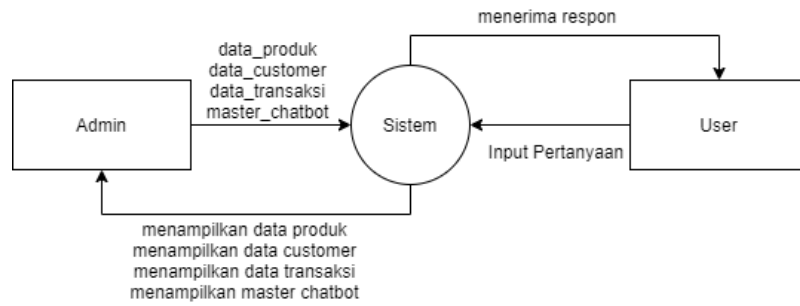 menerima respon
data_produk
data_customer
data_transaksi
master_chatbot
Admin
Sistem
User
Input Pertanyaan
menampilkan data produk
menampilkan data customer
menampilkan data transaksi
menampilkan master chatbot